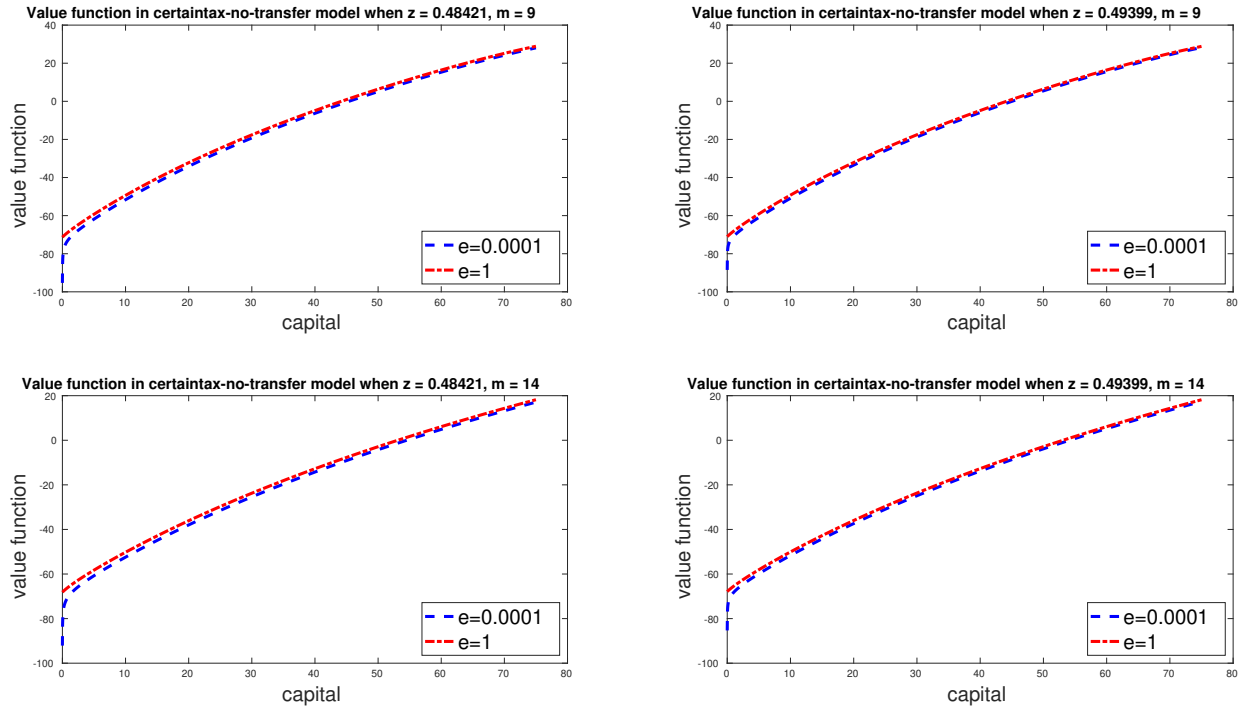 Value function in certaintax-no-transfer model when z = 0.48421, m = 9
40
20
0
-20
-40
-60
-80
-100
value function
e=0.0001
e=1
0 10 20 30 40 50 60 70 80
capital
Value function in certaintax-no-transfer model when z = 0.49399, m = 9
40
20
0
-20
-40
-60
-80
-100
value function
e=0.0001
e=1
0 10 20 30 40 50 60 70 80
capital
Value function in certaintax-no-transfer model when z = 0.48421, m = 14
20
0
-20
-40
-60
-80
-100
value function
e=0.0001
e=1
0 10 20 30 40 50 60 70 80
capital
Value function in certaintax-no-transfer model when z = 0.49399, m = 14
20
0
-20
-40
-60
-80
-100
value function
e=0.0001
e=1
0 10 20 30 40 50 60 70 80
capital